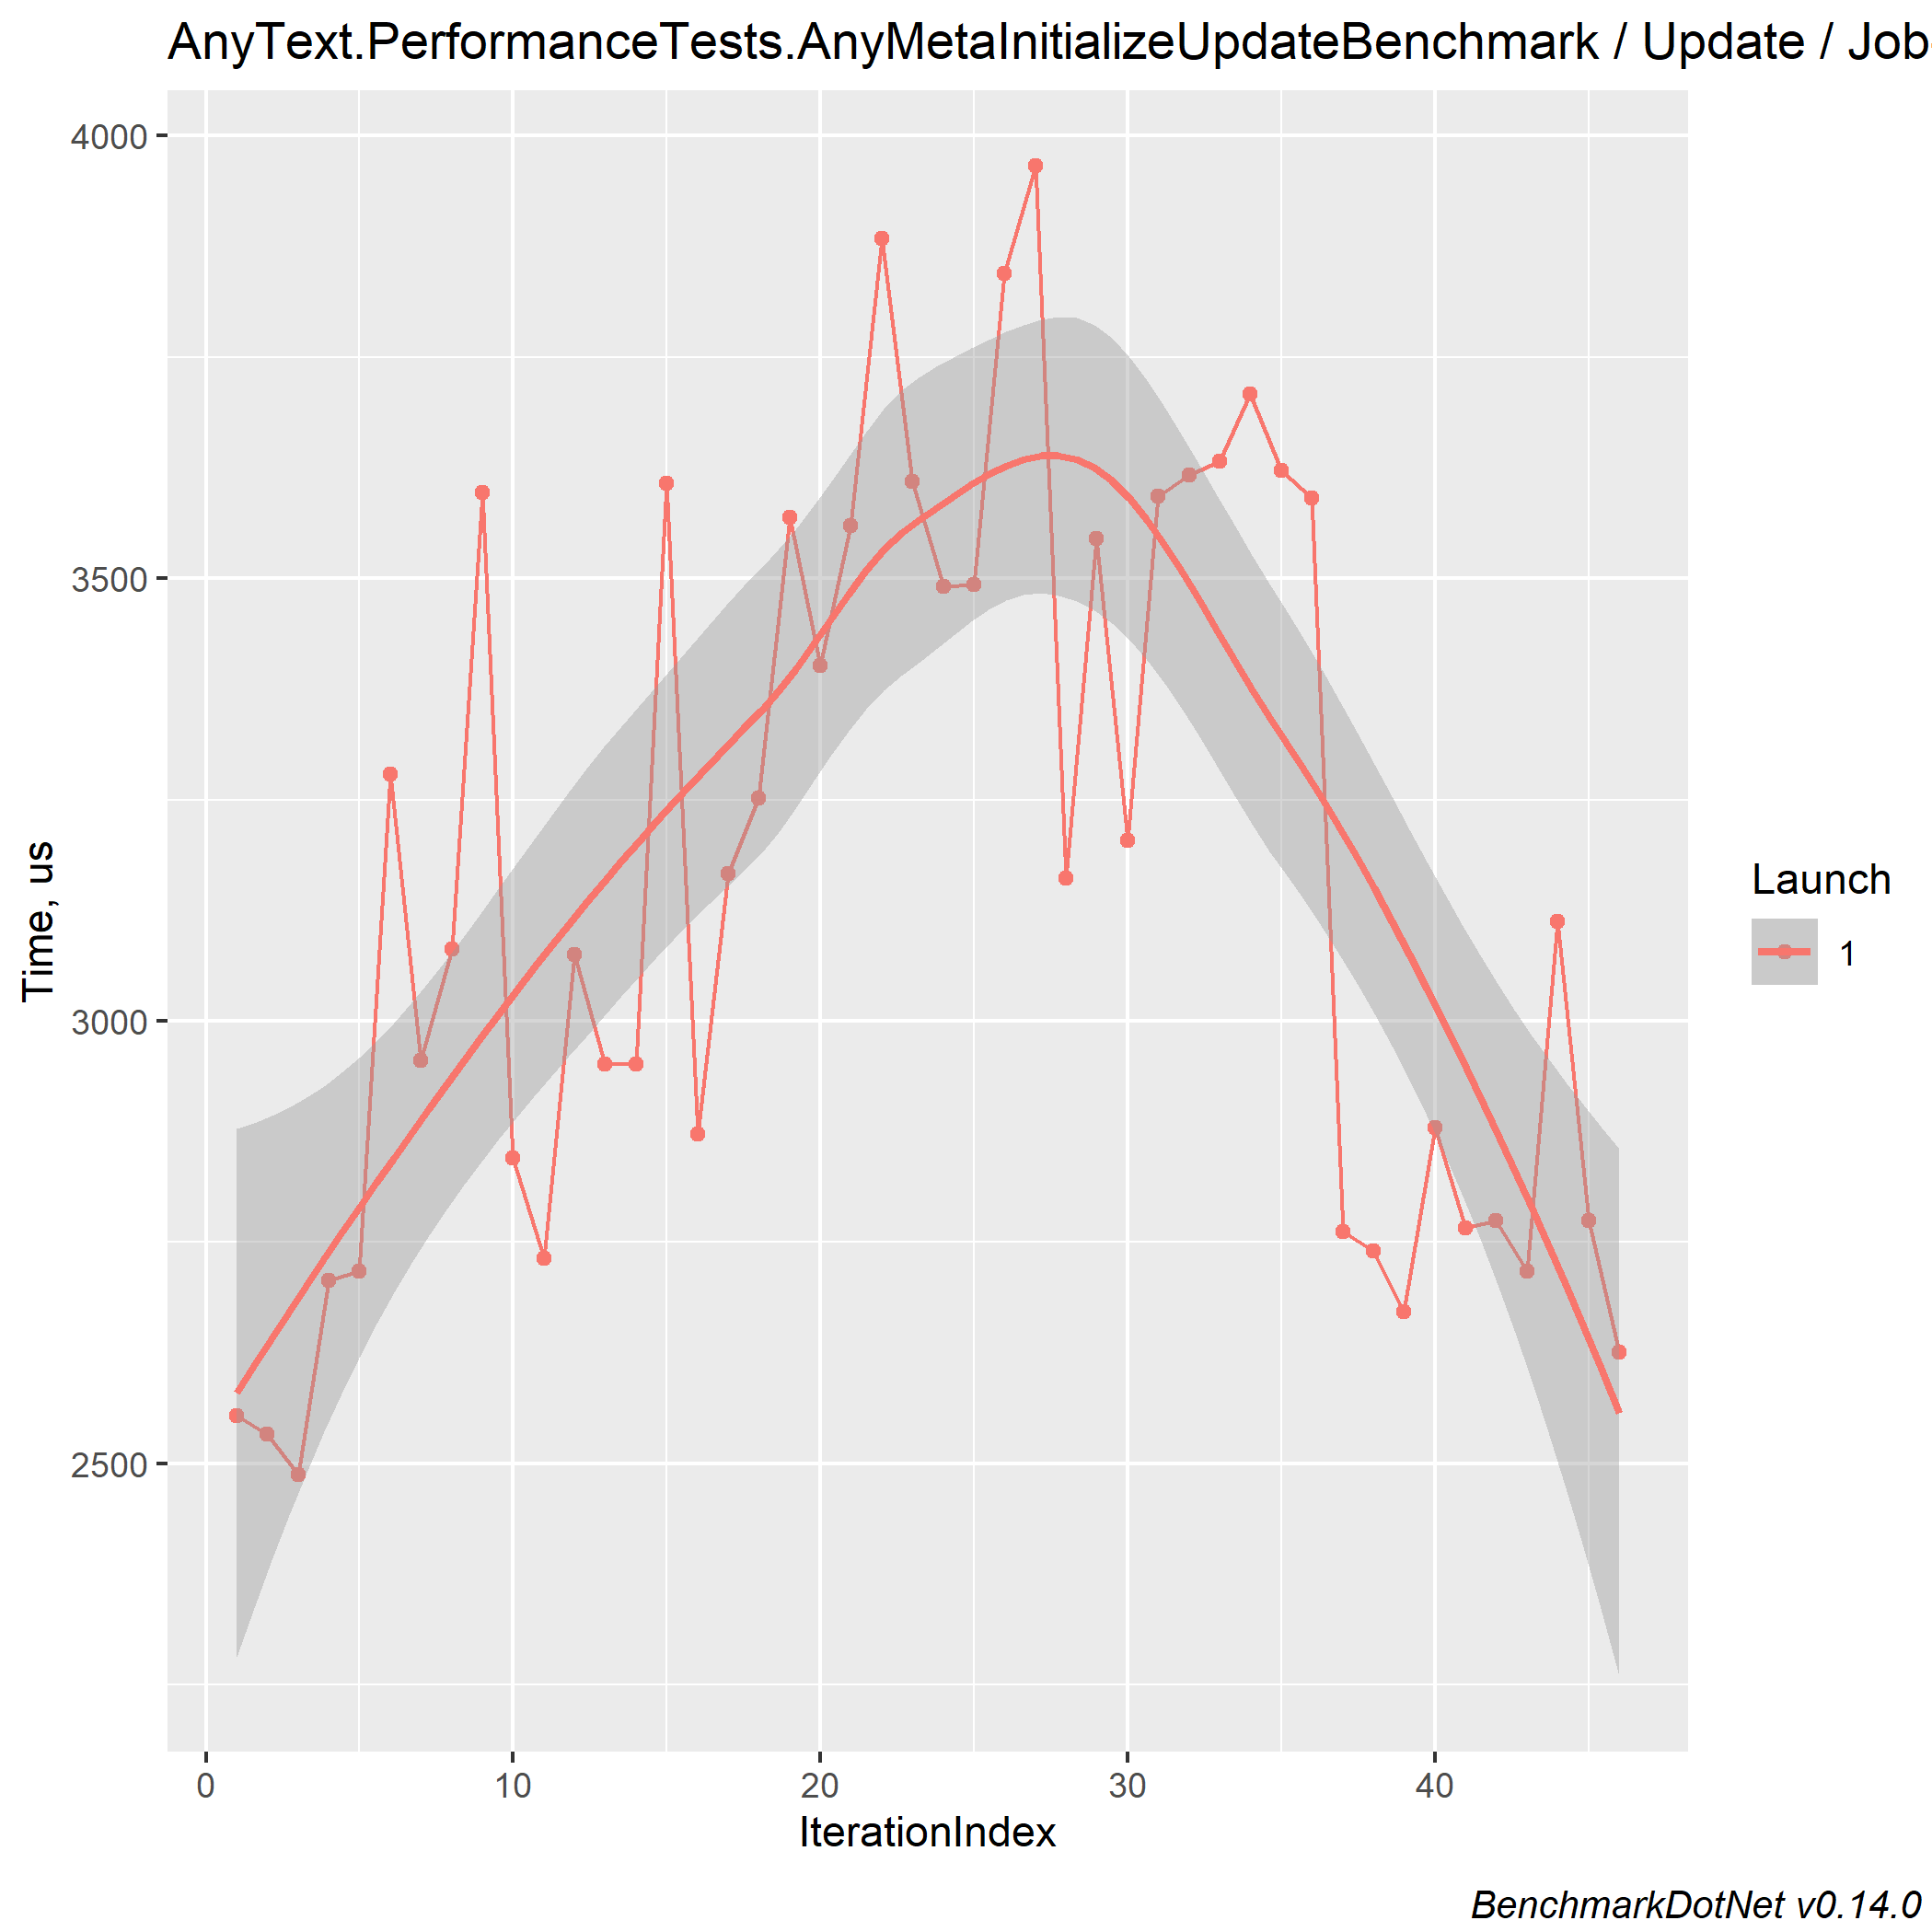 AnyText.PerformanceTests.AnyMetaInitializeUpdateBenchmark / Update / Job
4000
3500
3000
2500
Time, us
0 10 20 30 40
IterationIndex
Launch
1
BenchmarkDotNet v0.14.0